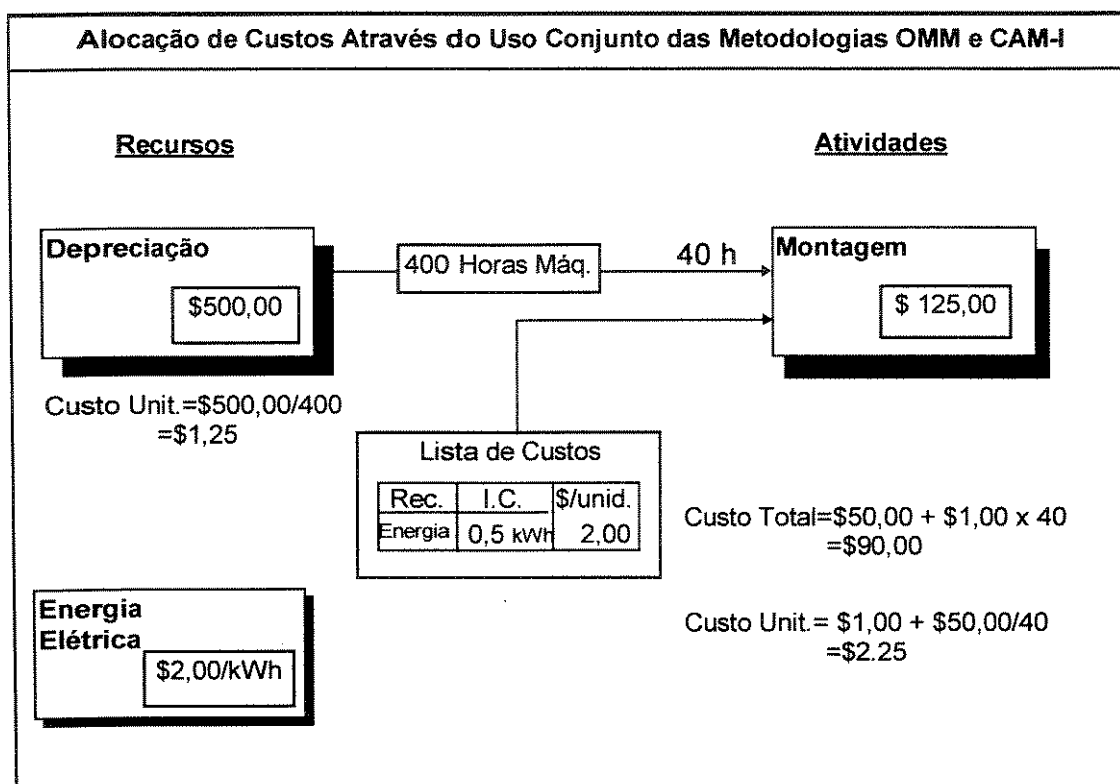 Alocação de Custos Através do Uso Conjunto das Metodologias OMM e CAM-I
Recursos
Atividades
Depreciação
$500,00
400 Horas Máq.
40 h
Montagem
$ 125,00
Custo Unit.=$500,00/400
=$1,25
Lista de Custos
Rec. I.C. $/unid.
Energia 0,5 kWh 2,00
Custo Total=$50,00 + $1,00 x 40
=$90,00
Energia
Elétrica
$2,00/kWh
Custo Unit.= $1,00 + $50,00/40
=$2.25